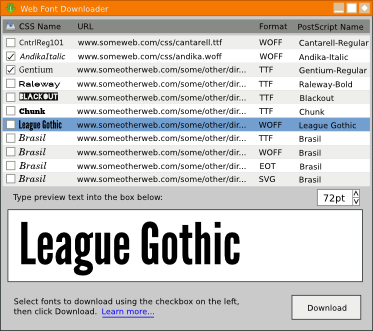 Web Font Downloader
CSS Name URL Format PostScript Name
CntrlReg101 www.someweb.com/css/cantarell.ttf WOFF Cantarell-Regular
AndikaItalic www.someweb.com/css/andika.woff WOFF Andika-Italic
Gentium www.someotherweb.com/some/other/dir... TTF Gentium-Regular
Raleway www.someotherweb.com/some/other/dir... TTF Raleway-Bold
BLACKOUT www.someotherweb.com/some/other/dir... TTF Blackout
Chunk www.someotherweb.com/some/other/dir... TTF Chunk
League Gothic www.someotherweb.com/some/other/dir... WOFF League Gothic
Brasil www.someotherweb.com/some/other/dir... TTF Brasil
Brasil www.someotherweb.com/some/other/dir... WOFF Brasil
Brasil www.someotherweb.com/some/other/dir... EOT Brasil
Brasil www.someotherweb.com/some/other/dir... SVG Brasil
Type preview text into the box below: 72pt
League Gothic
Select fonts to download using the checkbox on the left,
then click Download. Learn more...
Download